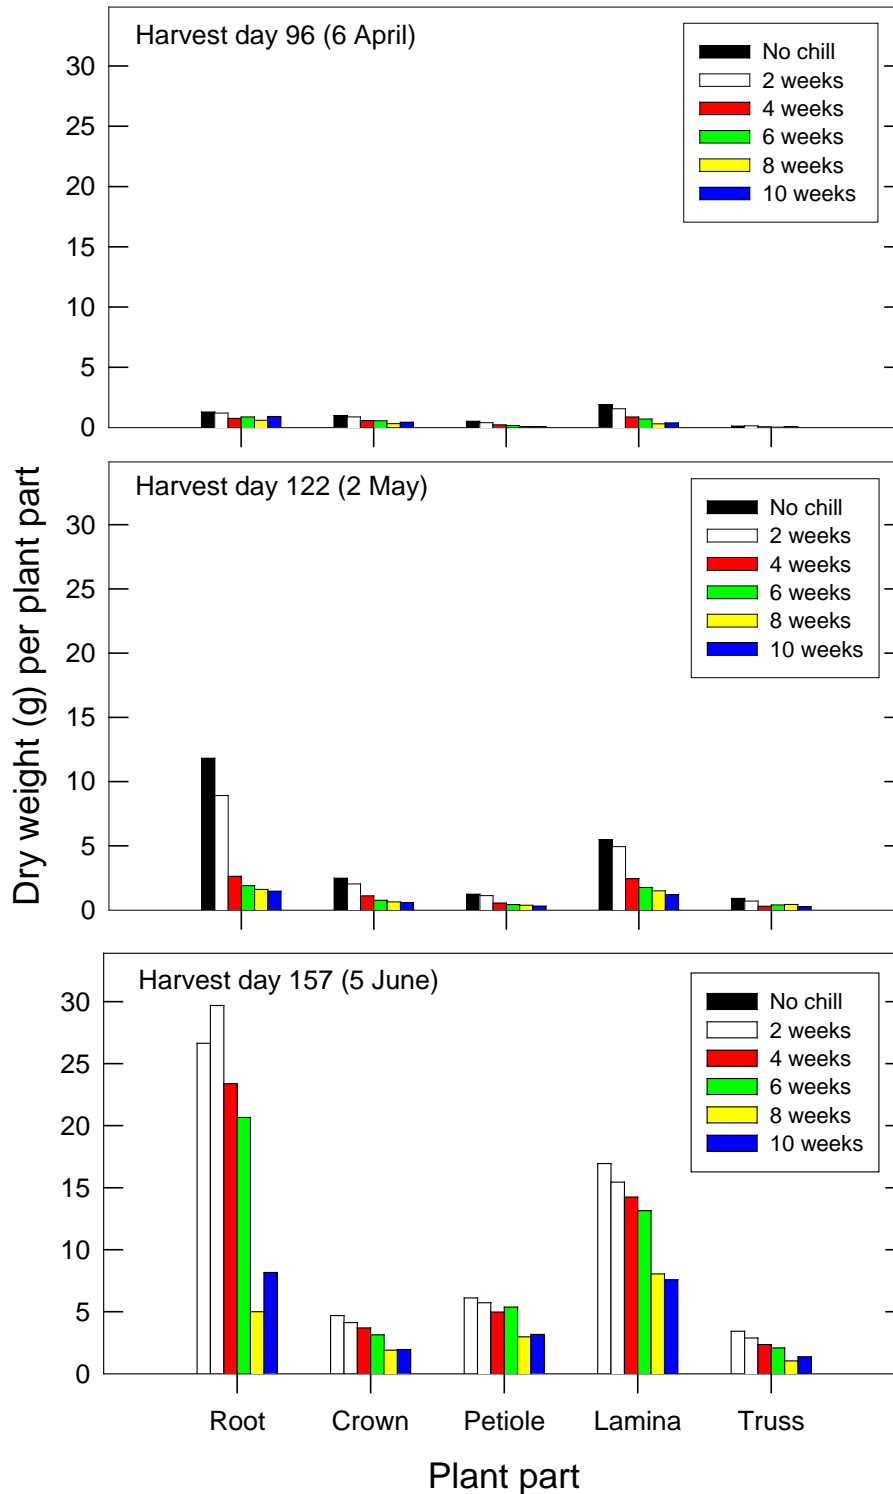 Harvest day 96 (6 April)
No chill
2 weeks
4 weeks
6 weeks
8 weeks
10 weeks
30
25
20
15
10
5
0
Harvest day 122 (2 May)
No chill
2 weeks
4 weeks
6 weeks
8 weeks
10 weeks
30
25
20
15
10
5
0
Dry weight (g) per plant part
Harvest day 157 (5 June)
No chill
2 weeks
4 weeks
6 weeks
8 weeks
10 weeks
30
25
20
15
10
5
0
Root Crown Petiole Lamina Truss
Plant part